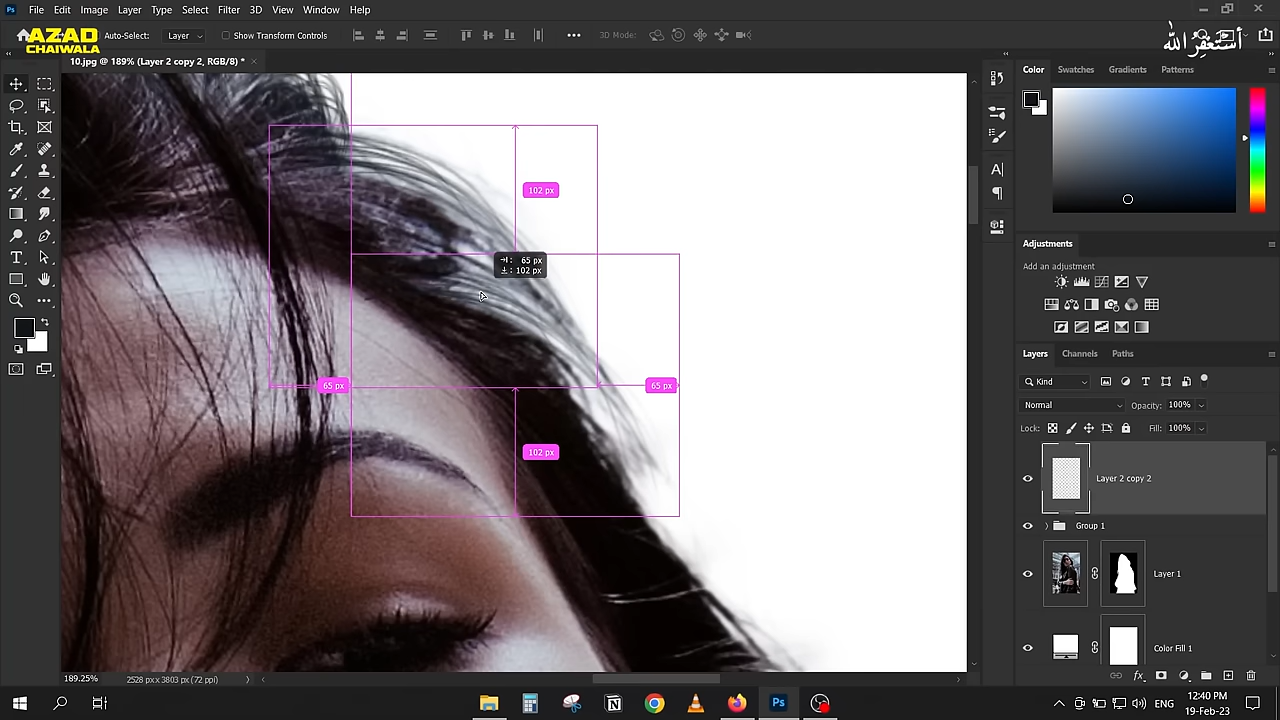 Ps File Edit Image Layer Type Select Filter 3D View Window Help
AZAD
CHAIWALA
أستغفر الله
Auto-Select: Layer Show Transform Controls 3D Mode:
10.jpg @ 189% (Layer 2 copy 2, RGB/8) *
102 px
65 px
102 px
65 px
65 px
102 px
Color Swatches Gradients Patterns
Adjustments
Add an adjustment
Layers Channels Paths
Kind
Normal Opacity: 100%
Lock: Fill: 100%
Layer 2 copy 2
Group 1
Layer 1
Color Fill 1
189.25% 2528 px x 3803 px (72 ppi)
Ps ENG 12:40 PM
19-Feb-23